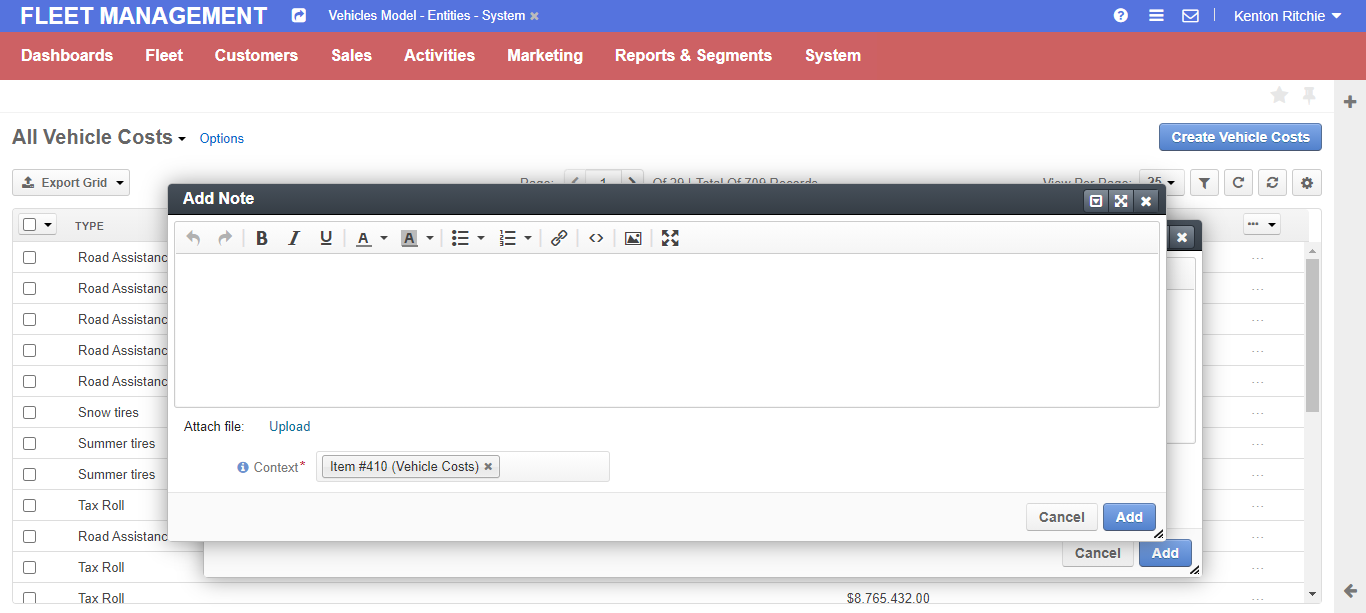 FLEET MANAGEMENT Vehicles Model - Entities - System Kenton Ritchie
Dashboards Fleet Customers Sales Activities Marketing Reports & Segments System
All Vehicle Costs Options Create Vehicle Costs
Export Grid Page: 1 Of 29 | Total Of 709 Records View Per Page: 25
Add Note
TYPE
Road Assistanc
Road Assistanc
Road Assistanc
Road Assistanc
Road Assistanc
Snow tires
Summer tires
Summer tires
Tax Roll
Road Assistanc
Tax Roll
Tax Roll $8,765,432.00
Attach file: Upload
Context* Item #410 (Vehicle Costs)
Cancel Add
Cancel Add